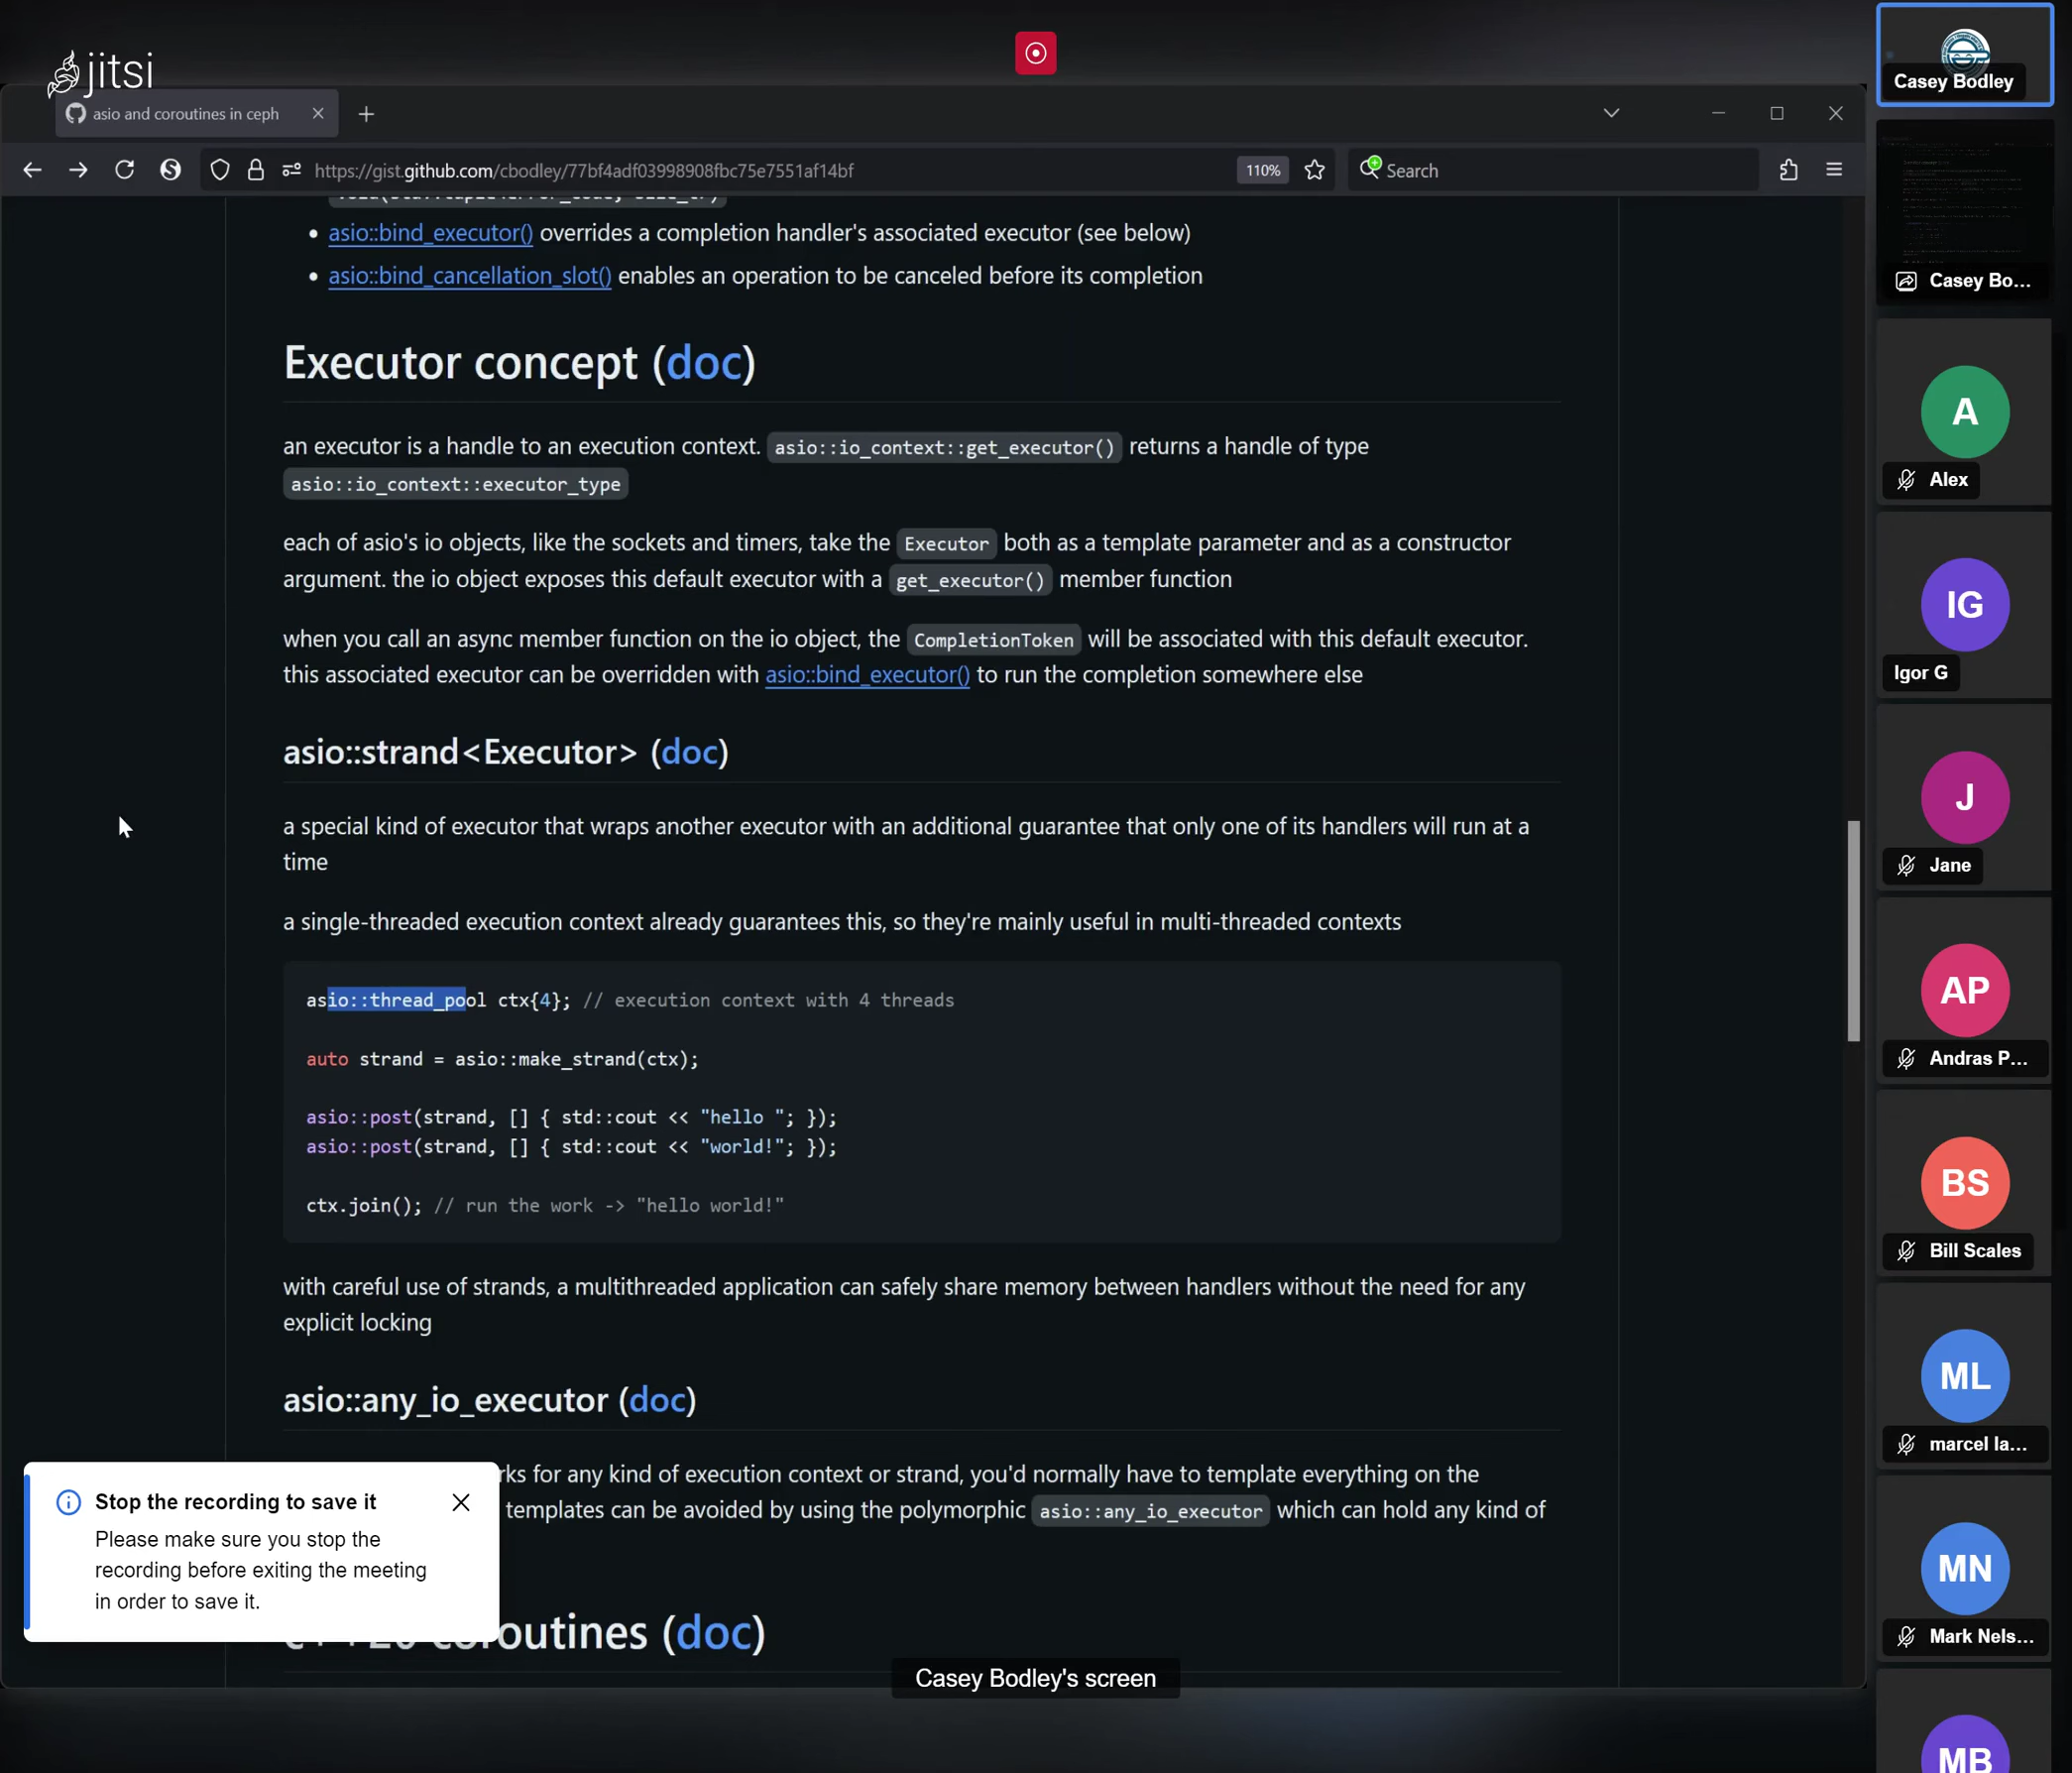 jitsi
asio and coroutines in ceph
https://gist.github.com/cbodley/77bf4adf03998908fbc75e7551af14bf
110%
Search
• asio::bind_executor() overrides a completion handler's associated executor (see below)
• asio::bind_cancellation_slot() enables an operation to be canceled before its completion
Executor concept (doc)
an executor is a handle to an execution context. asio::io_context::get_executor() returns a handle of type
asio::io_context::executor_type
each of asio's io objects, like the sockets and timers, take the Executor both as a template parameter and as a constructor
argument. the io object exposes this default executor with a get_executor() member function
when you call an async member function on the io object, the CompletionToken will be associated with this default executor.
this associated executor can be overridden with asio::bind_executor() to run the completion somewhere else
asio::strand<Executor> (doc)
a special kind of executor that wraps another executor with an additional guarantee that only one of its handlers will run at a
time
a single-threaded execution context already guarantees this, so they're mainly useful in multi-threaded contexts
asio::thread_pool ctx{4}; // execution context with 4 threads
auto strand = asio::make_strand(ctx);
asio::post(strand, [] { std::cout << "hello "; });
asio::post(strand, [] { std::cout << "world!"; });
ctx.join(); // run the work -> "hello world!"
with careful use of strands, a multithreaded application can safely share memory between handlers without the need for any
explicit locking
asio::any_io_executor (doc)
rks for any kind of execution context or strand, you'd normally have to template everything on the
templates can be avoided by using the polymorphic asio::any_io_executor which can hold any kind of
outines (doc)
Stop the recording to save it
Please make sure you stop the
recording before exiting the meeting
in order to save it.
Casey Bodley's screen
Casey Bodley
Casey Bo...
A
Alex
IG
Igor G
J
Jane
AP
Andras P...
BS
Bill Scales
ML
marcel la...
MN
Mark Nels...
MB